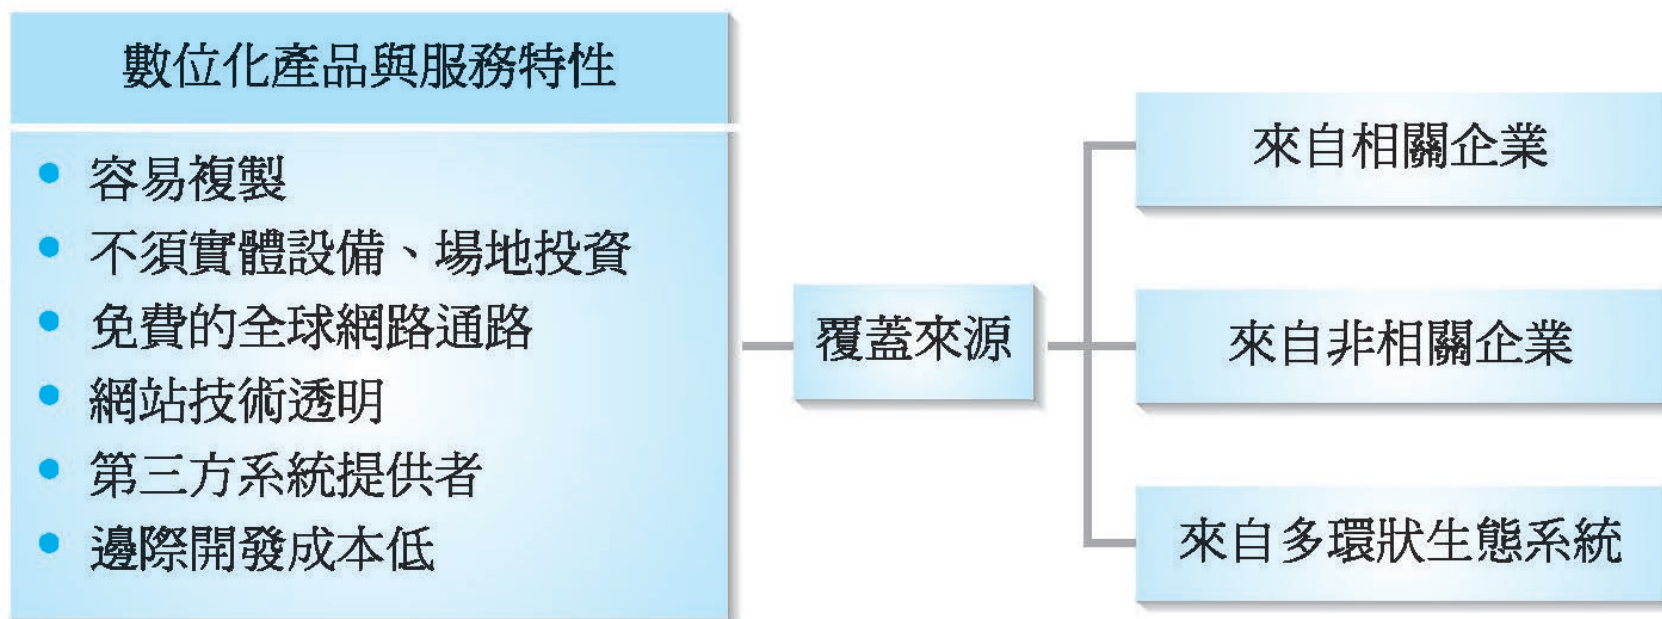 數位化產品與服務特性
容易複製
不須實體設備、場地投資
免費的全球網路通路
網站技術透明
第三方系統提供者
邊際開發成本低
覆蓋來源
來自相關企業
來自非相關企業
來自多環狀生態系統